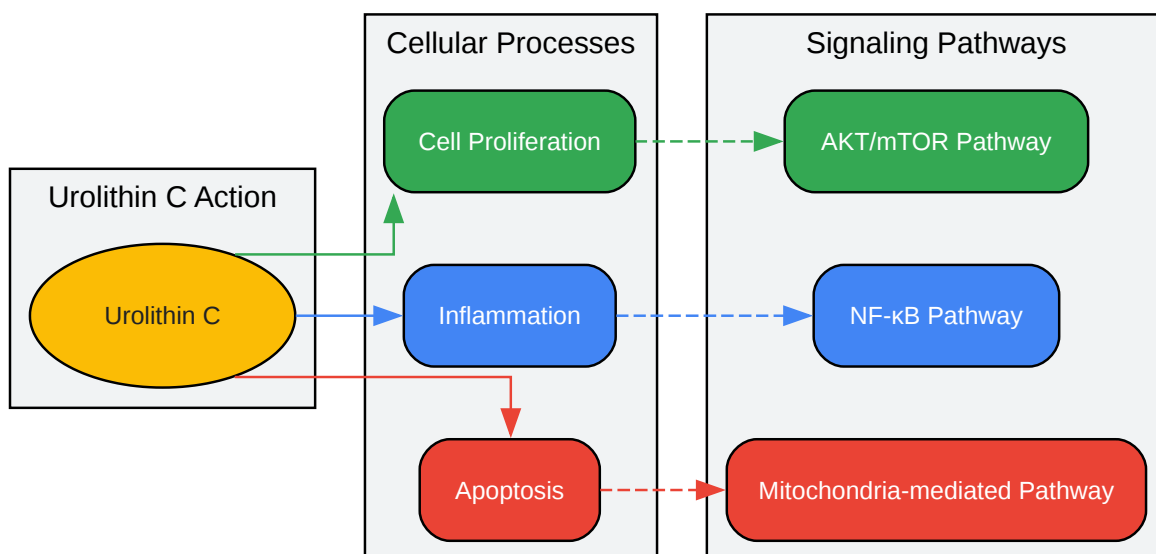 Cellular Processes
Signaling Pathways
Cell Proliferation
AKT/mTOR Pathway
Urolithin C Action
Urolithin C
Inflammation
NF-κB Pathway
Apoptosis
Mitochondria-mediated Pathway